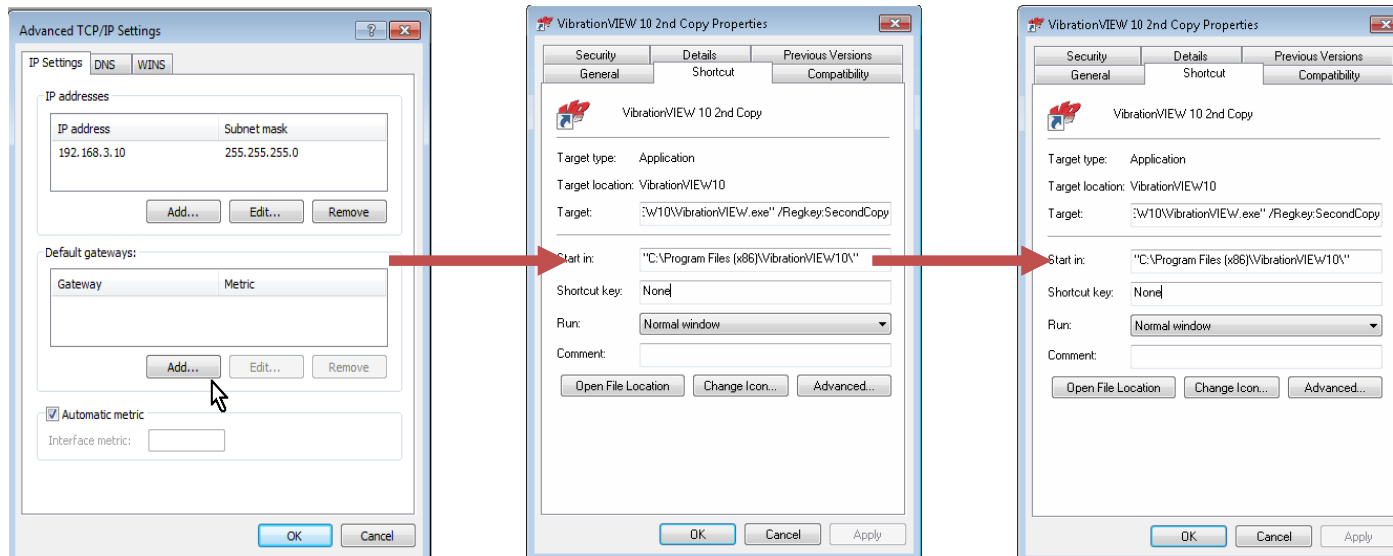 Advanced TCP/IP Settings
IP Settings DNS WINS
IP addresses
IP address Subnet mask
192.168.3.10 255.255.255.0
Add... Edit... Remove
Default gateways:
Gateway Metric
Add... Edit... Remove
Automatic metric
Interface metric:
OK Cancel
VibrationVIEW 10 2nd Copy Properties
Security Details Previous Versions
General Shortcut Compatibility
VibrationVIEW 10 2nd Copy
Target type: Application
Target location: VibrationVIEW10
Target: EW10\VibrationVIEW.exe" /Regkey:SecondCopy
Start in: "C:\Program Files (x86)\VibrationVIEW10\"
Shortcut key: None
Run: Normal window
Comment:
Open File Location Change Icon... Advanced...
OK Cancel Apply
VibrationVIEW 10 2nd Copy Properties
Security Details Previous Versions
General Shortcut Compatibility
VibrationVIEW 10 2nd Copy
Target type: Application
Target location: VibrationVIEW10
Target: EW10\VibrationVIEW.exe" /Regkey:SecondCopy
Start in: "C:\Program Files (x86)\VibrationVIEW10\"
Shortcut key: None
Run: Normal window
Comment:
Open File Location Change Icon... Advanced...
OK Cancel Apply